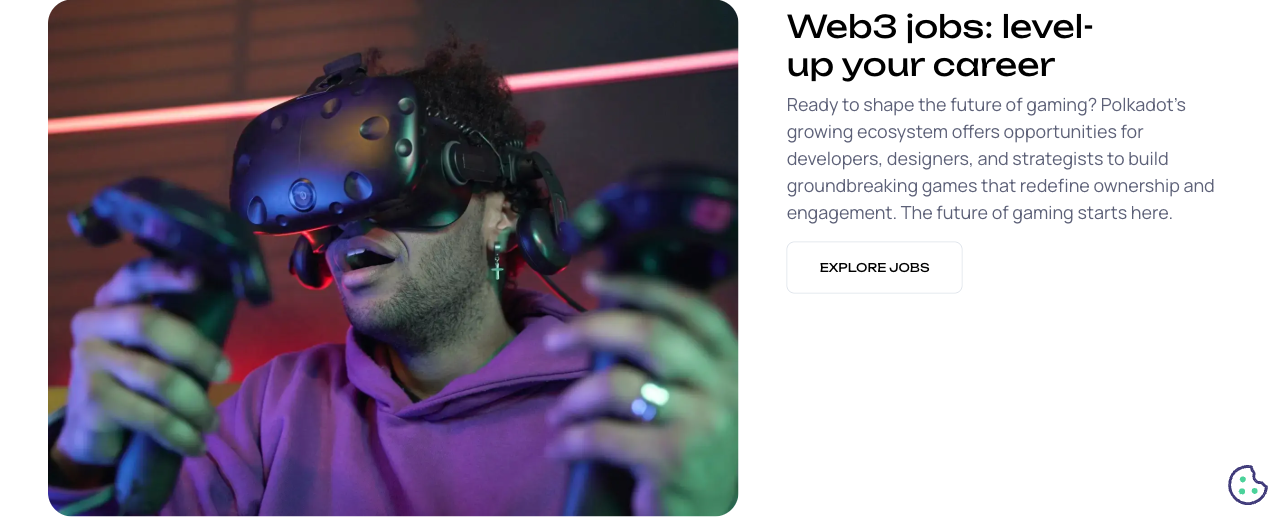 Web3 jobs: level-
up your career
Ready to shape the future of gaming? Polkadot's
growing ecosystem offers opportunities for
developers, designers, and strategists to build
groundbreaking games that redefine ownership and
engagement. The future of gaming starts here.
EXPLORE JOBS